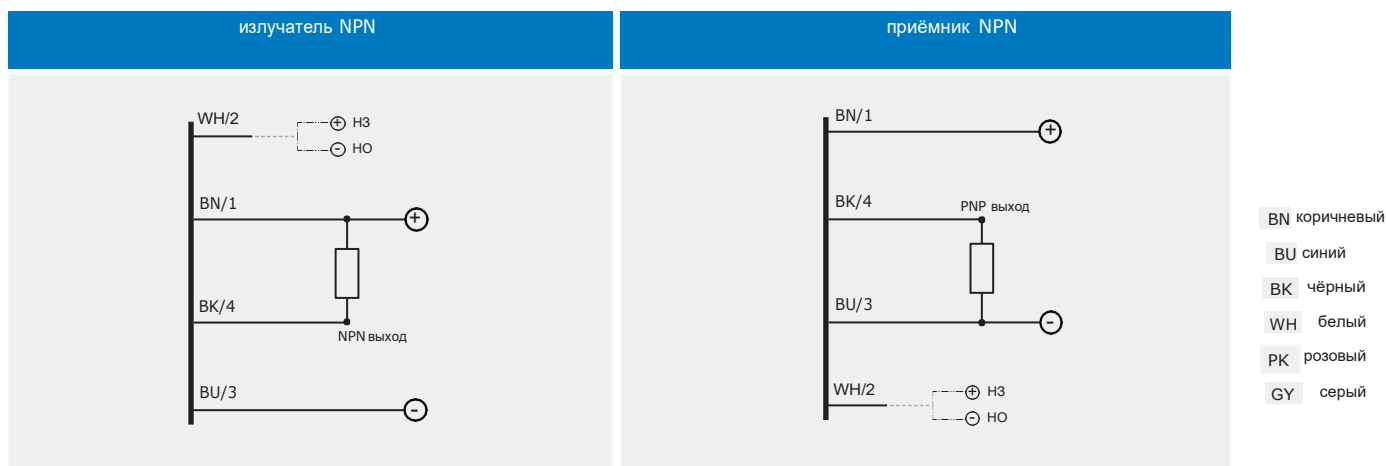 излучатель NPN
приёмник NPN
WH/2
+ НЗ
- НО
BN/1
+
BK/4
NPN выход
BU/3
-
BN/1
+
BK/4
PNP выход
BU/3
-
WH/2
+ НЗ
- НО
BN коричневый
BU синий
BK чёрный
WH белый
PK розовый
GY серый